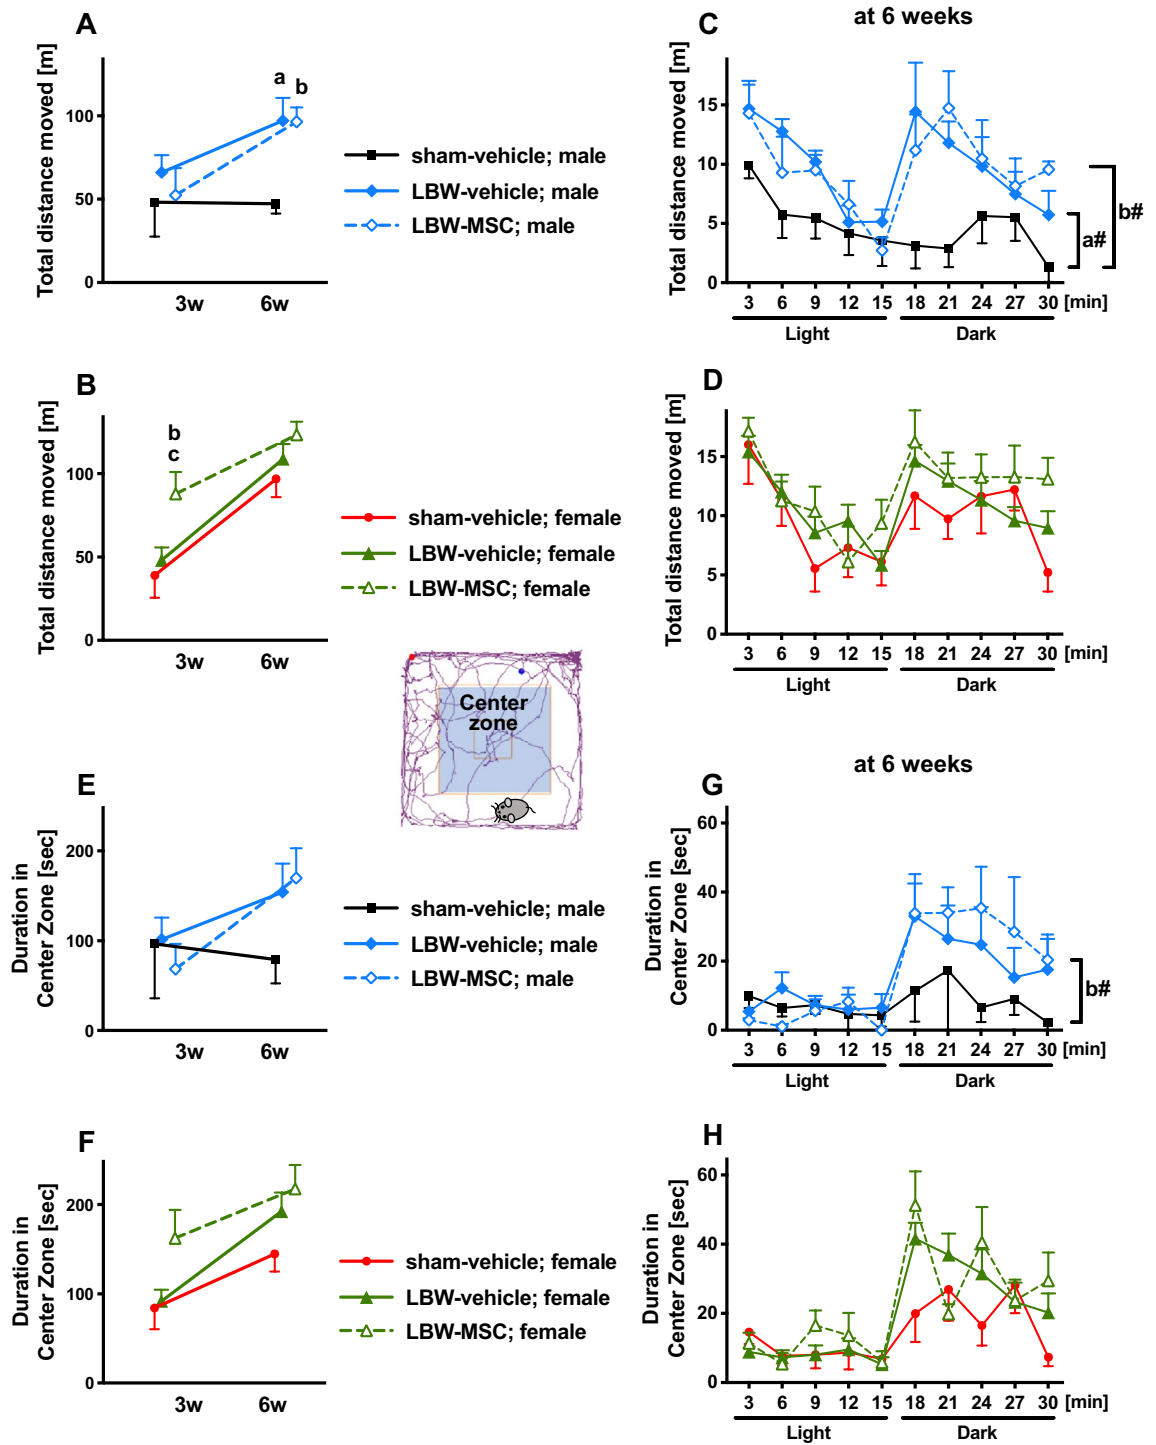 A
Total distance moved [m]
100
50
0
a
b
3w
6w
sham-vehicle; male
LBW-vehicle; male
LBW-MSC; male
at 6 weeks
C
Total distance moved [m]
15
10
5
0
a#
b#
3 6 9 12 15 18 21 24 27 30 [min]
Light
Dark
B
Total distance moved [m]
100
50
0
b
c
3w
6w
sham-vehicle; female
LBW-vehicle; female
LBW-MSC; female
D
Total distance moved [m]
15
10
5
0
3 6 9 12 15 18 21 24 27 30 [min]
Light
Dark
Center
zone
E
Duration in
Center Zone [sec]
200
100
0
3w
6w
sham-vehicle; male
LBW-vehicle; male
LBW-MSC; male
at 6 weeks
G
Duration in
Center Zone [sec]
60
40
20
0
b#
3 6 9 12 15 18 21 24 27 30 [min]
Light
Dark
F
Duration in
Center Zone [sec]
200
100
0
3w
6w
sham-vehicle; female
LBW-vehicle; female
LBW-MSC; female
H
Duration in
Center Zone [sec]
60
40
20
0
3 6 9 12 15 18 21 24 27 30 [min]
Light
Dark